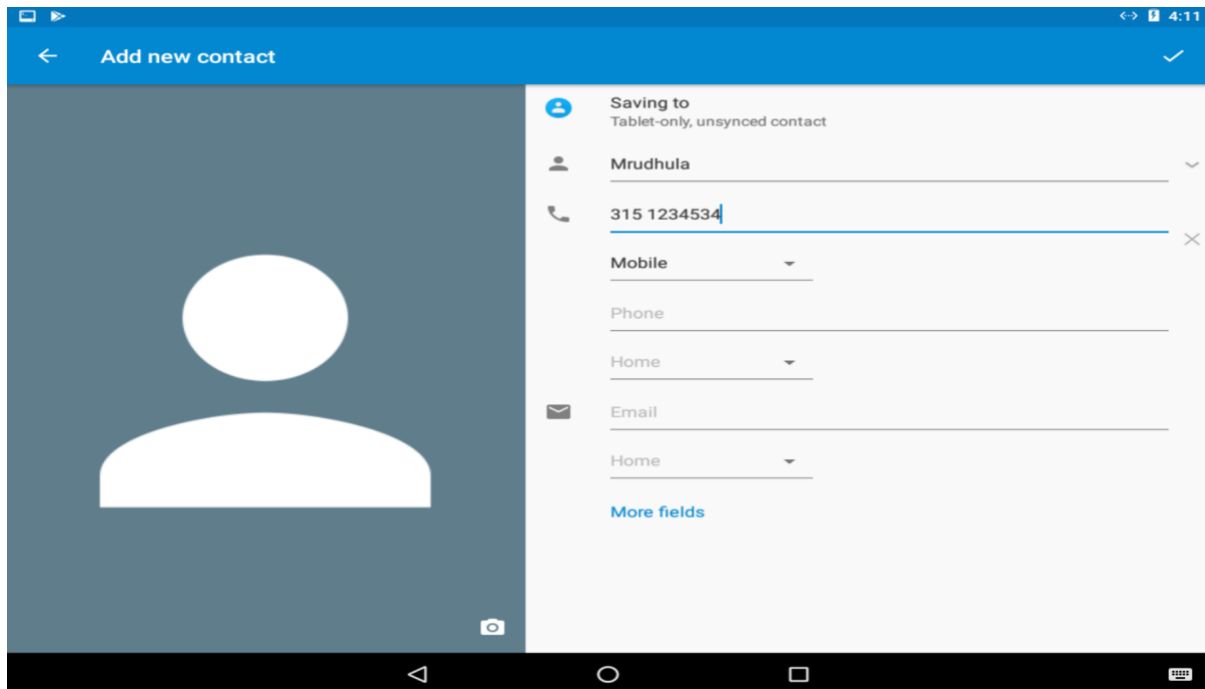 4:11
Add new contact
Saving to
Tablet-only, unsynced contact
Mrudhula
315 1234534
Mobile
Phone
Home
Email
Home
More fields